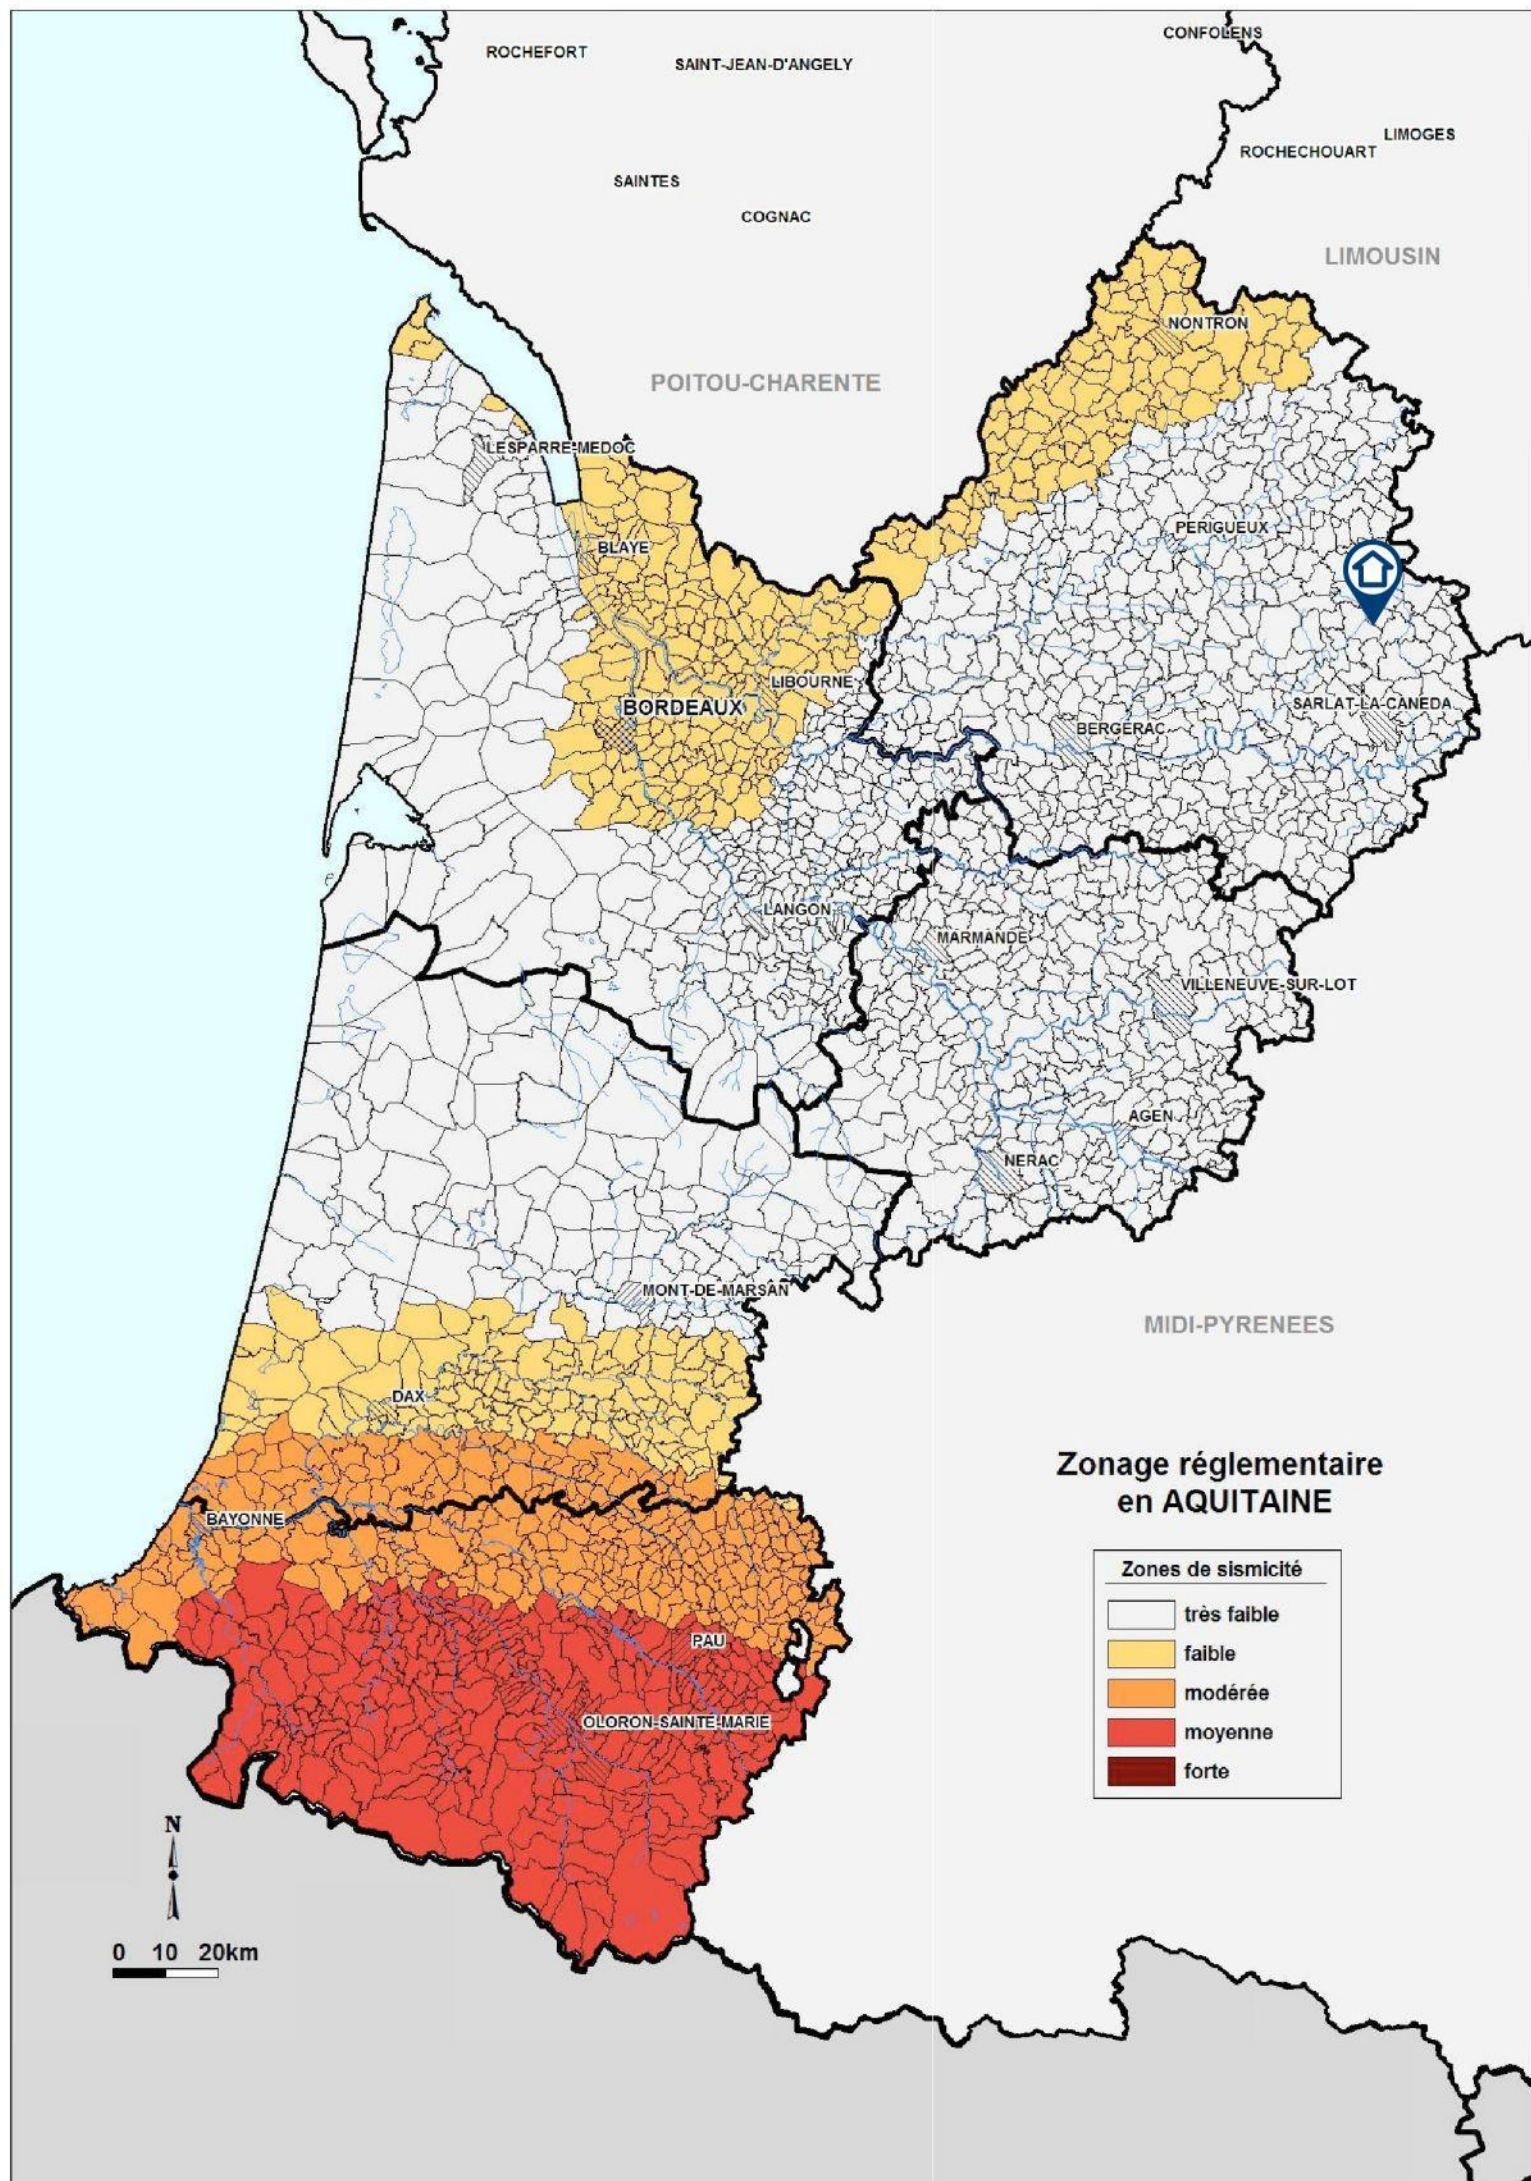 CONFOLENS
ROCHEFORT
SAINT-JEAN-D'ANGELY
LIMOGES
ROCHECHOUART
SAINTES
COGNAC
LIMOUSIN
NONTRON
POITOU-CHARENTE
LESPARRE-MEDOC
PERIGUEUX
BLAYE
LIBOURNE
BORDEAUX
SARLAT-LA-CANEDA
BERGERAC
LANGON
MARMANDE
VILLENEUVE-SUR-LOT
AGEN
NERAC
MONT-DE-MARSAN
MIDI-PYRENEES
DAX
Zonage réglementaire
en AQUITAINE
BAYONNE
Zones de sismicité
très faible
faible
modérée
moyenne
forte
PAU
OLORON-SAINTE-MARIE
N
0 10 20km